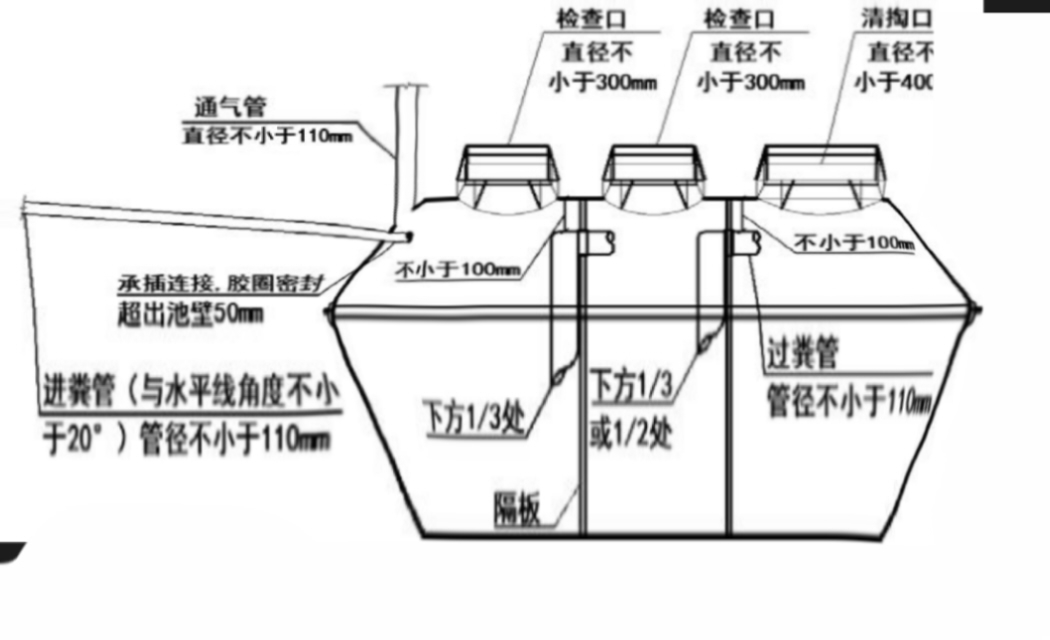 检查口
直径不
小于300mm
检查口
直径不
小于300mm
清掏口
直径不
小于400
通气管
直径不小于110mm
承插连接,胶圈密封
超出池壁50mm
进粪管（与水平线角度不小
于20°）管径不小于110mm
不小于100mm
不小于100mm
下方1/3处
下方1/3
或1/2处
过粪管
管径不小于110mm
隔板